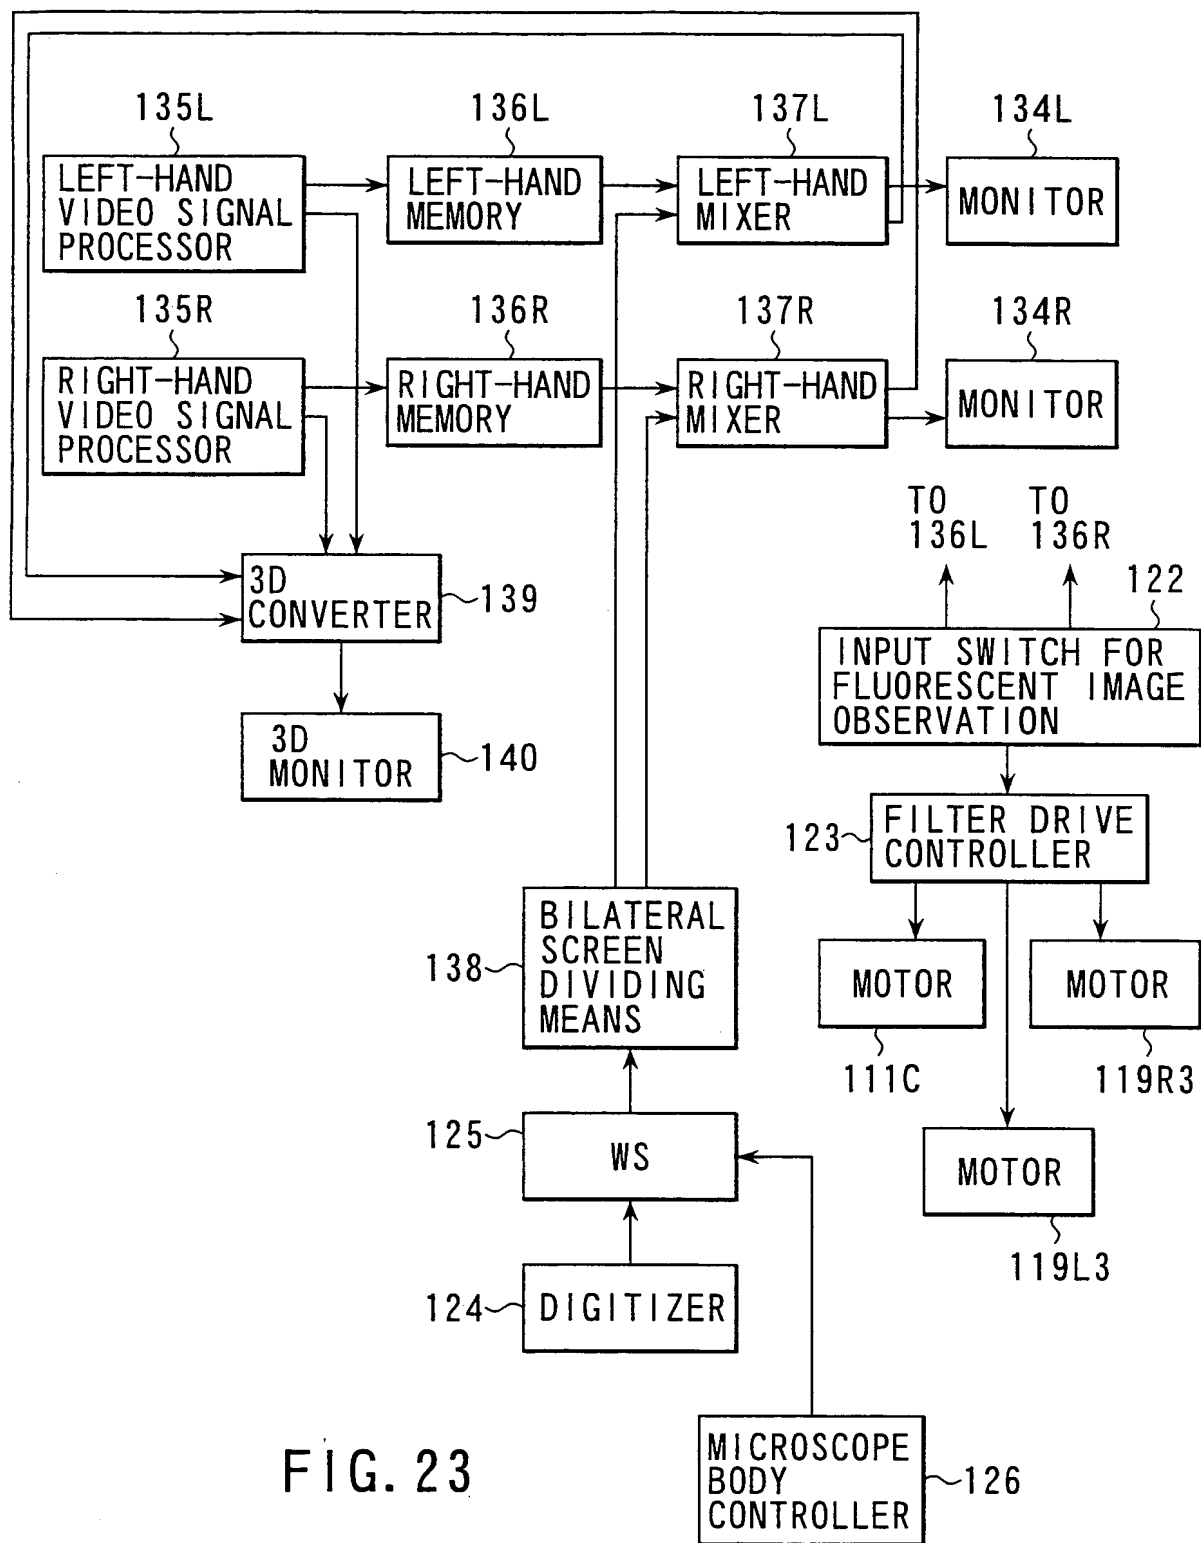 135L
136L
137L
134L
LEFT-HAND
VIDEO SIGNAL
PROCESSOR
LEFT-HAND
MEMORY
LEFT-HAND
MIXER
MONITOR
135R
136R
137R
134R
RIGHT-HAND
VIDEO SIGNAL
PROCESSOR
RIGHT-HAND
MEMORY
RIGHT-HAND
MIXER
MONITOR
TO
136L
TO
136R
122
3D
CONVERTER
139
INPUT SWITCH FOR
FLUORESCENT IMAGE
OBSERVATION
3D
MONITOR
140
123
FILTER DRIVE
CONTROLLER
138
BILATERAL
SCREEN
DIVIDING
MEANS
MOTOR
MOTOR
111C
119R3
125
WS
MOTOR
119L3
124
DIGITIZER
MICROSCOPE
BODY
CONTROLLER
126
FIG. 23